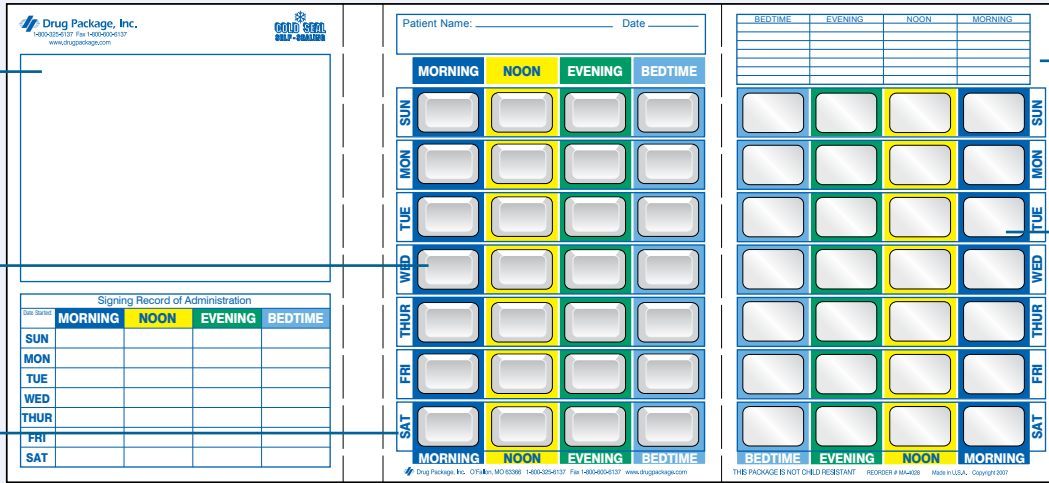 Drug Package, Inc.
1-800-325-6137 Fax 1-800-600-6137
www.drugpackage.com
COLD SEAL
SELF-SEALING
Signing Record of Administration
Date Started: MORNING NOON EVENING BEDTIME
SUN
MON
TUE
WED
THUR
FRI
SAT
Patient Name: Date
MORNING NOON EVENING BEDTIME
SUN
MON
TUE
WED
THUR
FRI
SAT
MORNING NOON EVENING BEDTIME
Drug Package, Inc. O'Fallon, MO 63366 1-800-325-6137 Fax 1-800-600-6137 www.drugpackage.com
BEDTIME EVENING NOON MORNING
SUN
MON
TUE
WED
THUR
FRI
SAT
BEDTIME EVENING NOON MORNING
THIS PACKAGE IS NOT CHILD RESISTANT REORDER # MA-4028 Made in U.S.A. Copyright 2007